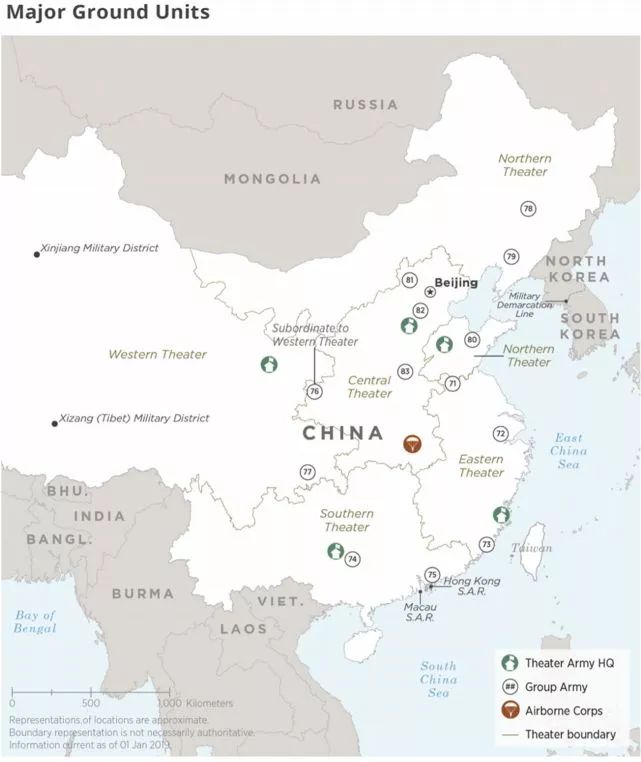 Major Ground Units
RUSSIA
MONGOLIA
Northern
Theater
78
Xinjiang Military District
79
NORTH
KOREA
81
Beijing
Military
Demarcation
Line
82
SOUTH
KOREA
Subordinate to
Western Theater
80
Northern
Theater
Western Theater
83
Central
Theater
71
76
Xizang (Tibet) Military District
CHINA
72
East
China
Sea
Eastern
Theater
77
BHU.
INDIA
BANGL.
Southern
Theater
73
Taiwan
74
75
Hong Kong
S.A.R.
Macau
S.A.R.
BURMA
VIET.
LAOS
Bay of
Bengal
South
China
Sea
Theater Army HQ
## Group Army
Airborne Corps
Theater boundary
0 500 1000 Kilometers
Representations of locations are approximate.
Boundary representation is not necessarily authoritative.
Information current as of 01 Jan 2019.